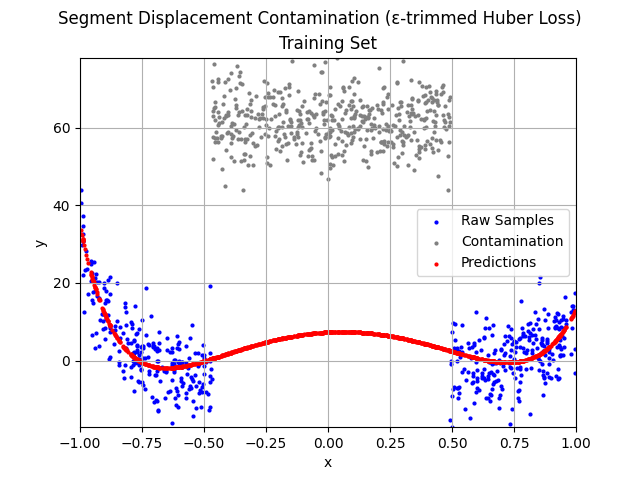 Segment Displacement Contamination (ε-trimmed Huber Loss)
Training Set
60
40
20
0
y
Raw Samples
Contamination
Predictions
−1.00 −0.75 −0.50 −0.25 0.00 0.25 0.50 0.75 1.00
x